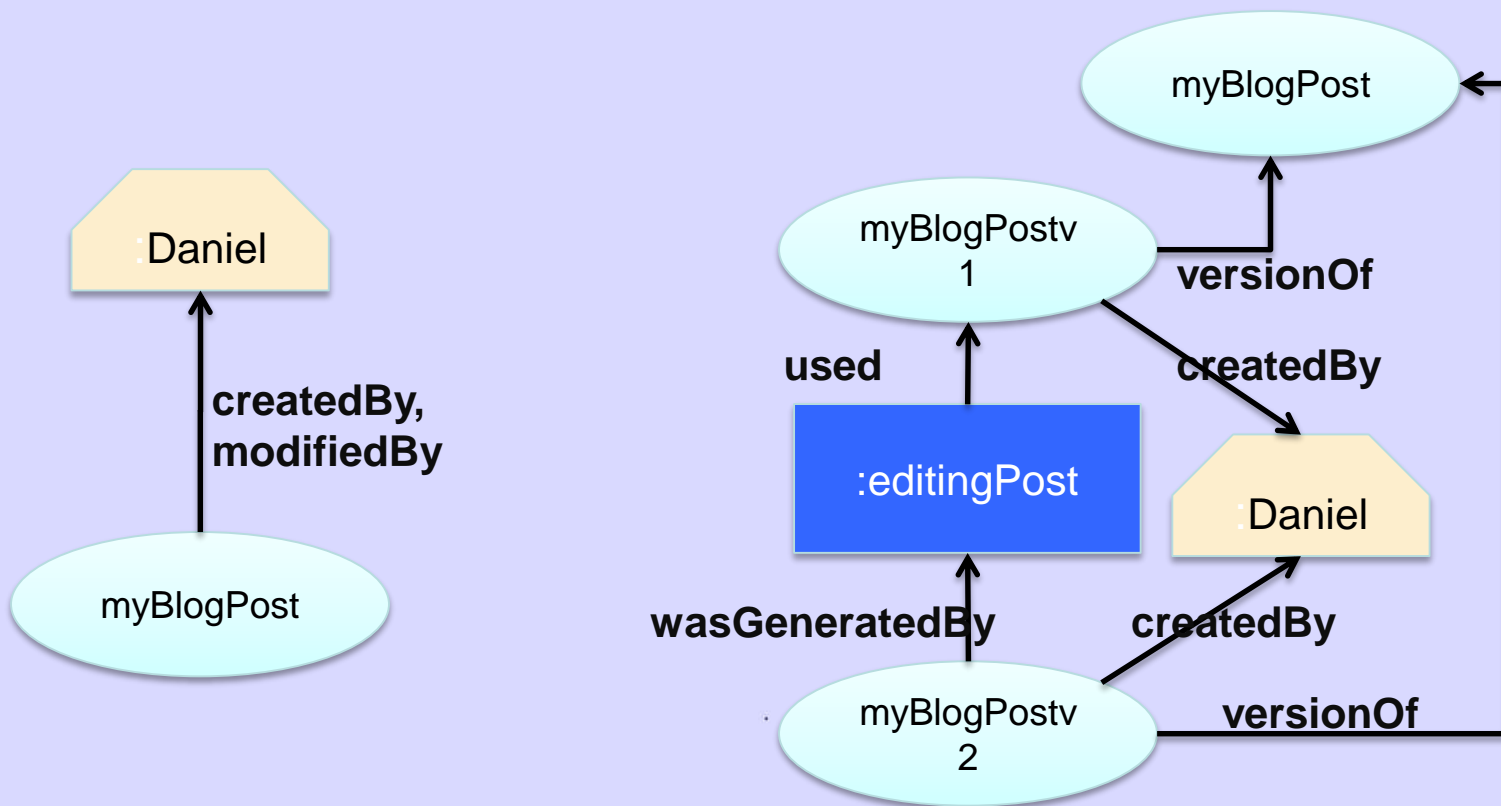 :Daniel
createdBy,
modifiedBy
myBlogPost
myBlogPost
myBlogPostv
1
versionOf
used
createdBy
:editingPost
:Daniel
wasGeneratedBy
createdBy
myBlogPostv
2
versionOf